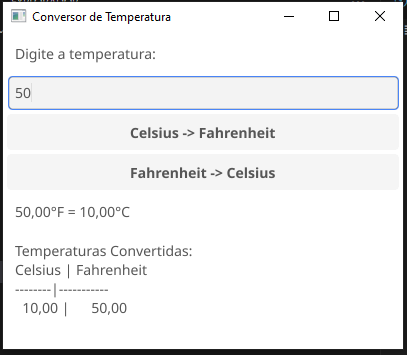 Conversor de Temperatura
Digite a temperatura:
50
Celsius -> Fahrenheit
Fahrenheit -> Celsius
50,00°F = 10,00°C
Temperaturas Convertidas:
Celsius | Fahrenheit
--------|-----------
10,00 | 50,00